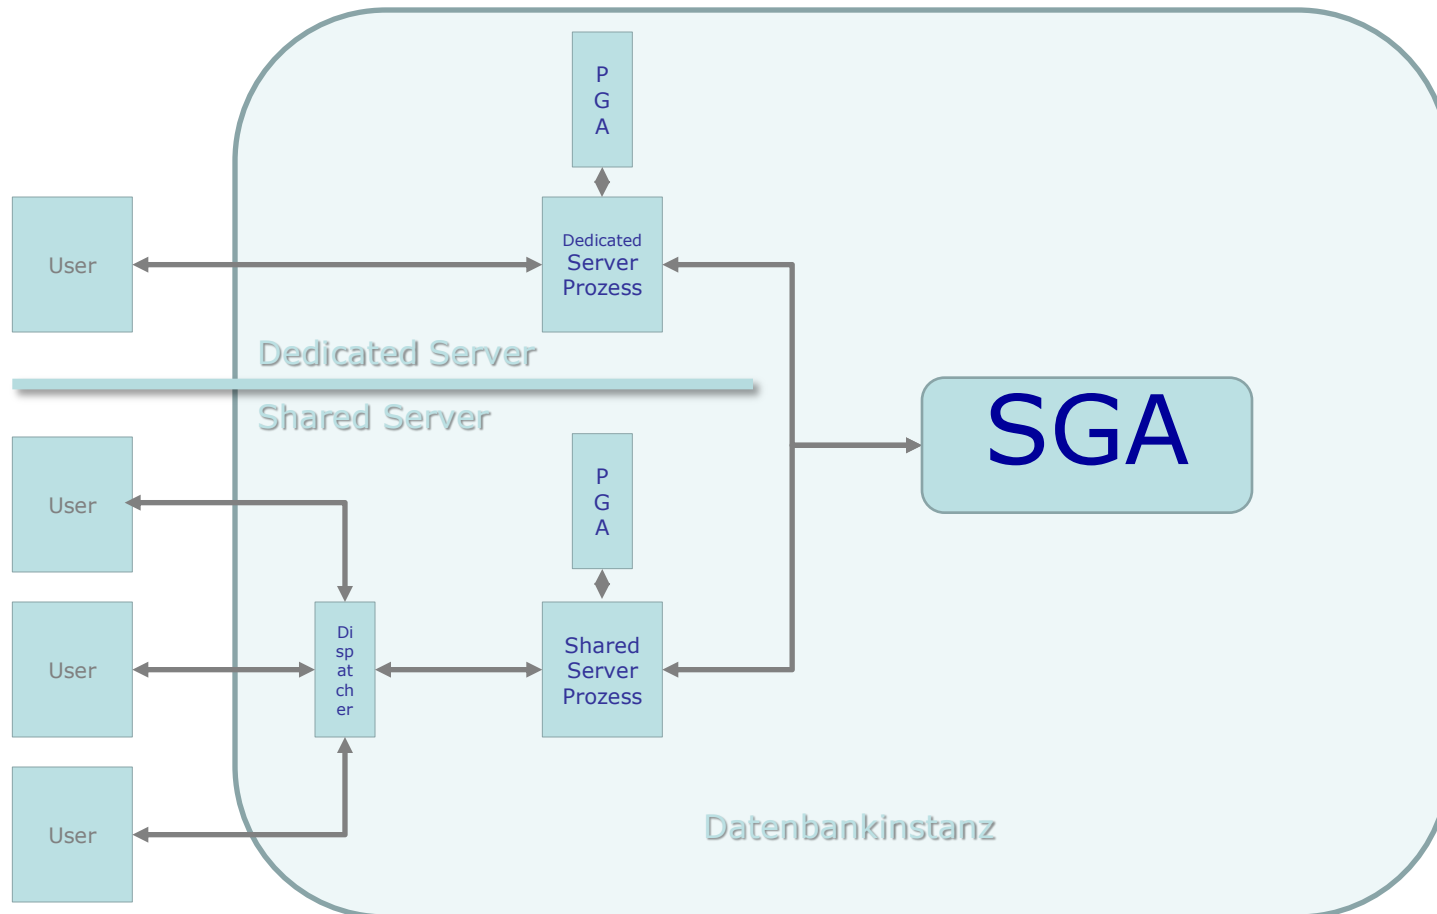 P
G
A
User
Dedicated
Server
Prozess
Dedicated Server
Shared Server
SGA
User
P
G
A
User
Di
sp
at
ch
er
Shared
Server
Prozess
User
Datenbankinstanz